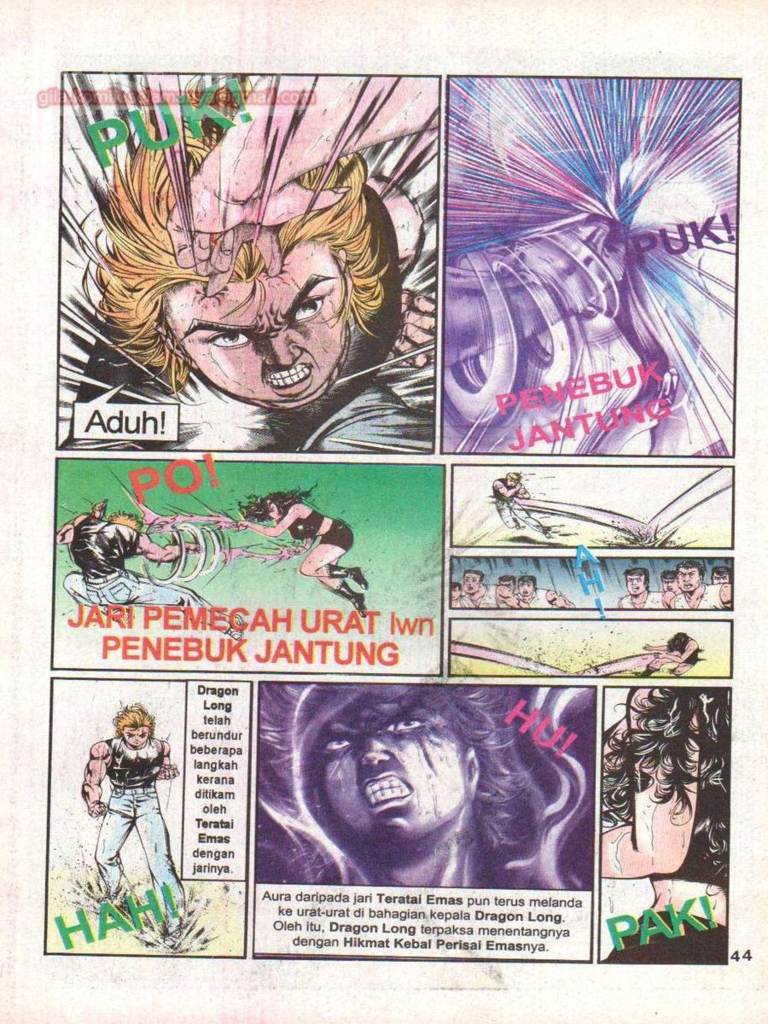 PUK!
Aduh!
PUK!
PENEBUK
JANTUNG
PO!
JARI PEMECAH URAT lwn
PENEBUK JANTUNG
AH!
Dragon
Long
telah
berundur
beberapa
langkah
kerana
ditikam
oleh
Teratai
Emas
dengan
jarinya.
HAH!
HU!
Aura daripada jari Teratai Emas pun terus melanda
ke urat-urat di bahagian kepala Dragon Long.
Oleh itu, Dragon Long terpaksa menentangnya
dengan Hikmat Kebal Perisai Emasnya.
PAK!
44